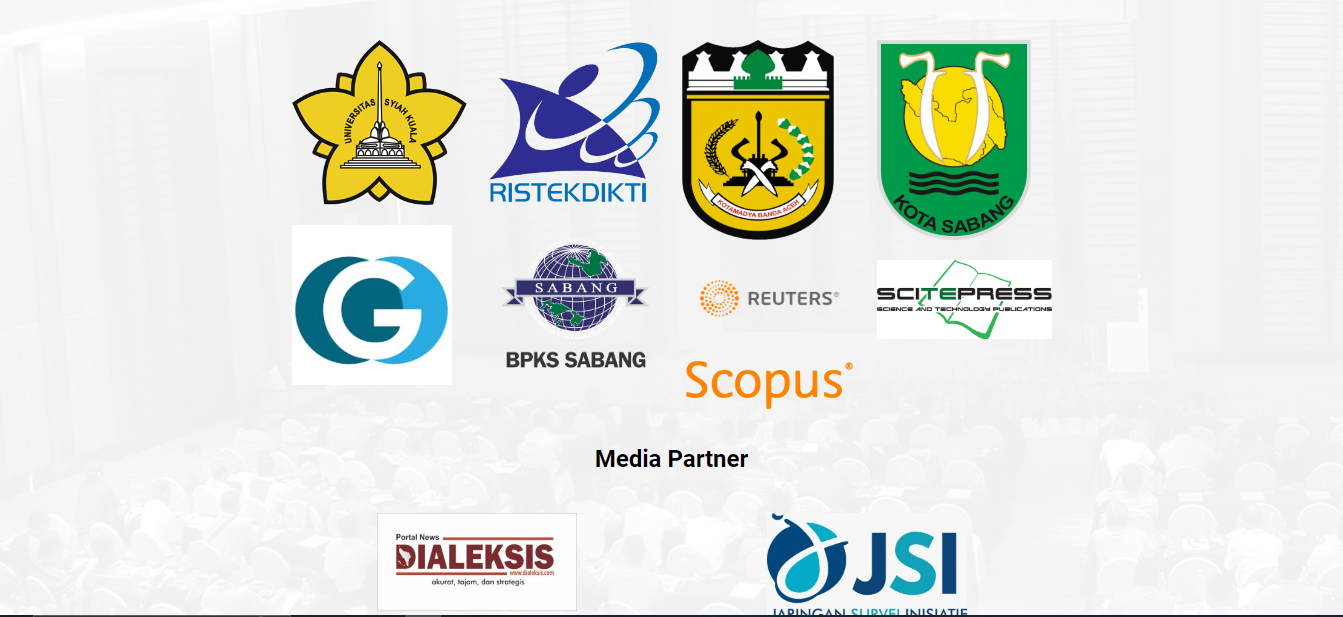 UNIVERSITAS SYIAH KUALA
RISTEKDIKTI
KOTAMADYA BANDA ACEH
KOTA SABANG
G
SABANG
BPKS SABANG
REUTERS®
SCITEPRESS
SCIENCE AND TECHNOLOGY PUBLICATIONS
Scopus®
Media Partner
Portal News
DIALEKSIS
www.dialeksis.com
akurat, tajam, dan strategis
JSI
JARINGAN SURVEI INISIATIF